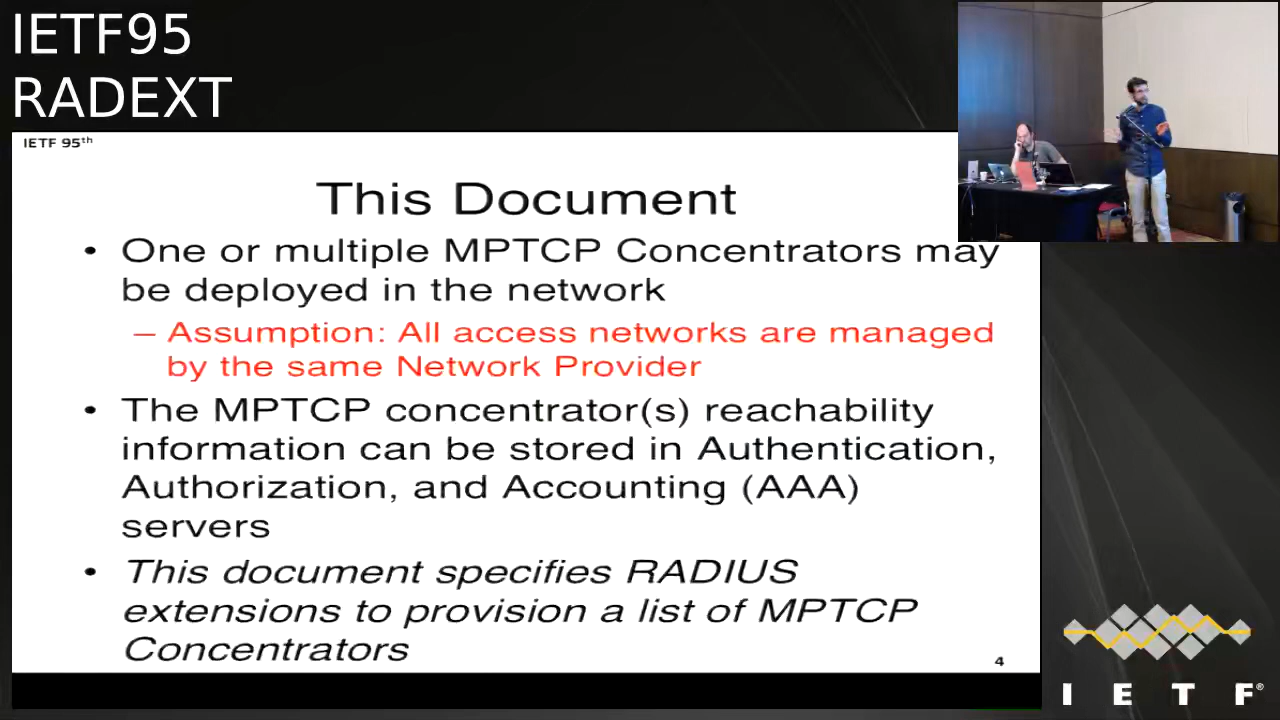 IETF95
RADEXT
IETF 95th
This Document
• One or multiple MPTCP Concentrators may
be deployed in the network
– Assumption: All access networks are managed
by the same Network Provider
• The MPTCP concentrator(s) reachability
information can be stored in Authentication,
Authorization, and Accounting (AAA)
servers
• This document specifies RADIUS
extensions to provision a list of MPTCP
Concentrators
4
I E T F®